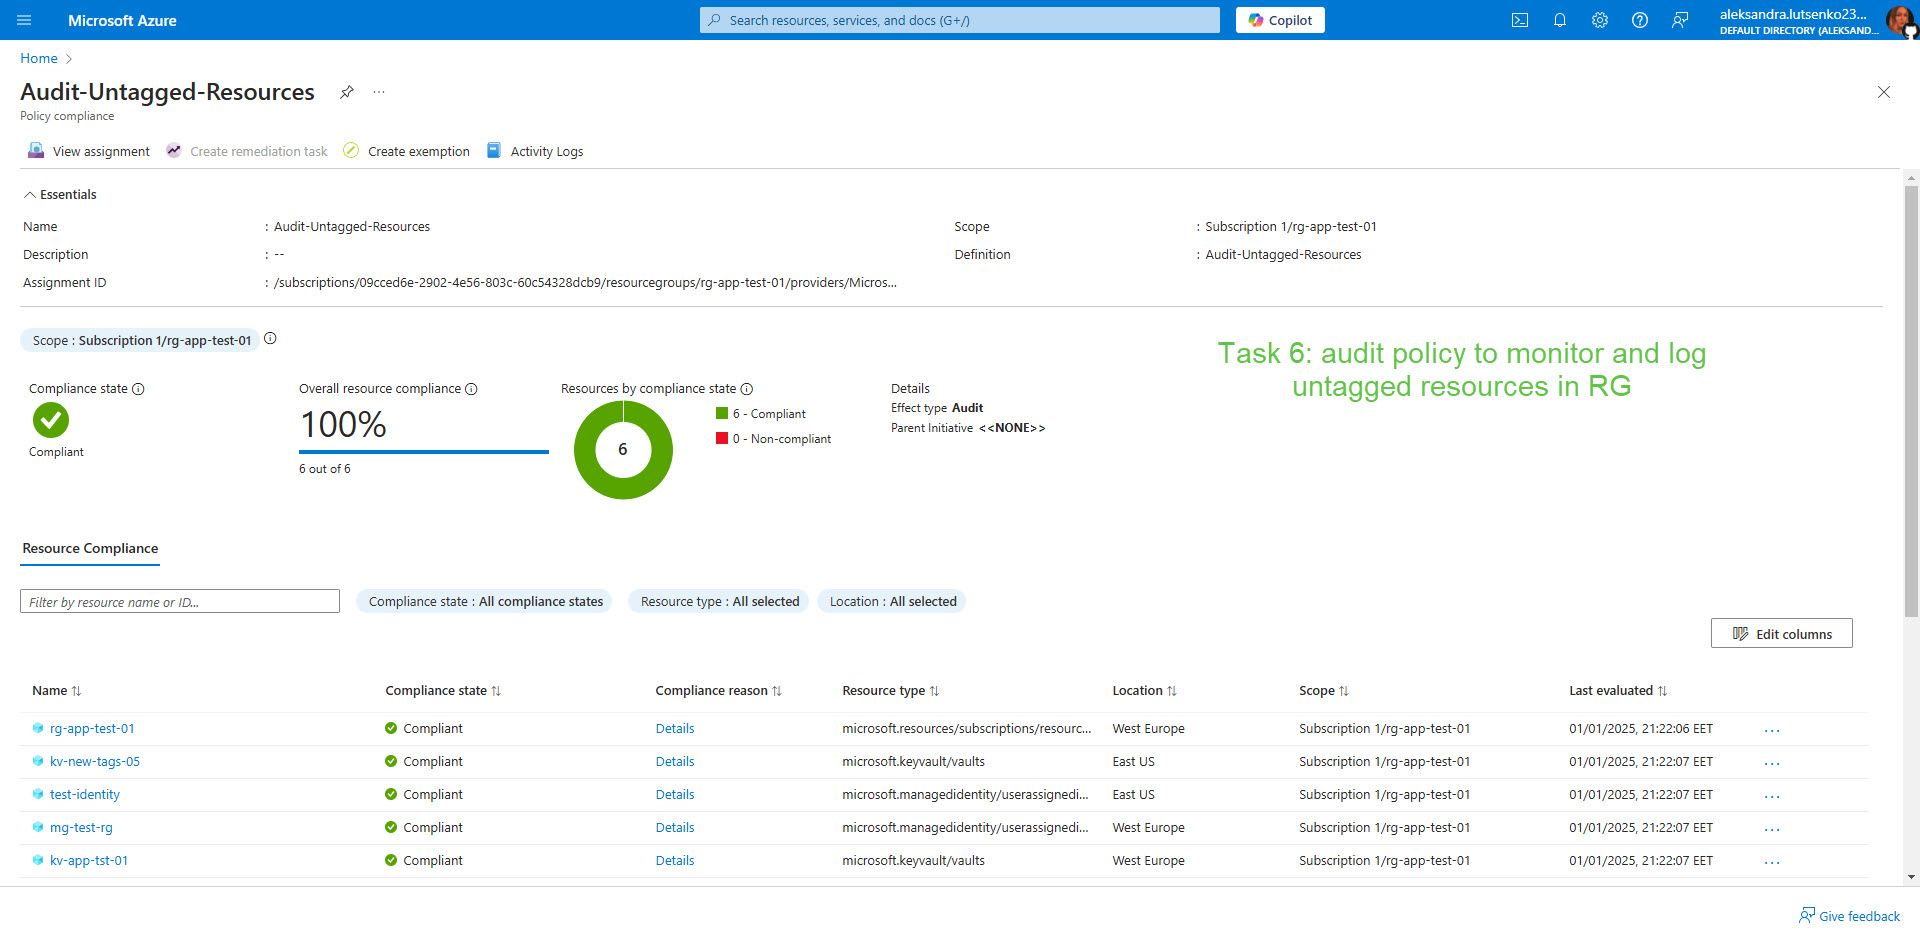 Microsoft Azure
Search resources, services, and docs (G+/)
Copilot
aleksandra.lutsenko23...
DEFAULT DIRECTORY (ALEKSAND...
Home
Audit-Untagged-Resources
...
Policy compliance
View assignment
Create remediation task
Create exemption
Activity Logs
Essentials
Name : Audit-Untagged-Resources
Scope : Subscription 1/rg-app-test-01
Description : --
Definition : Audit-Untagged-Resources
Assignment ID : /subscriptions/09cced6e-2902-4e56-803c-60c54328dcb9/resourcegroups/rg-app-test-01/providers/Micros...
Scope : Subscription 1/rg-app-test-01
Task 6: audit policy to monitor and log
untagged resources in RG
Compliance state
Compliant
Overall resource compliance
100%
6 out of 6
Resources by compliance state
6
6 - Compliant
0 - Non-compliant
Details
Effect type Audit
Parent Initiative <<NONE>>
Resource Compliance
Filter by resource name or ID...
Compliance state : All compliance states
Resource type : All selected
Location : All selected
Edit columns
Name Compliance state Compliance reason Resource type Location Scope Last evaluated
rg-app-test-01 Compliant Details microsoft.resources/subscriptions/resourc... West Europe Subscription 1/rg-app-test-01 01/01/2025, 21:22:06 EET ...
kv-new-tags-05 Compliant Details microsoft.keyvault/vaults East US Subscription 1/rg-app-test-01 01/01/2025, 21:22:07 EET ...
test-identity Compliant Details microsoft.managedidentity/userassignedi... East US Subscription 1/rg-app-test-01 01/01/2025, 21:22:07 EET ...
mg-test-rg Compliant Details microsoft.managedidentity/userassignedi... West Europe Subscription 1/rg-app-test-01 01/01/2025, 21:22:07 EET ...
kv-app-tst-01 Compliant Details microsoft.keyvault/vaults West Europe Subscription 1/rg-app-test-01 01/01/2025, 21:22:07 EET ...
Give feedback